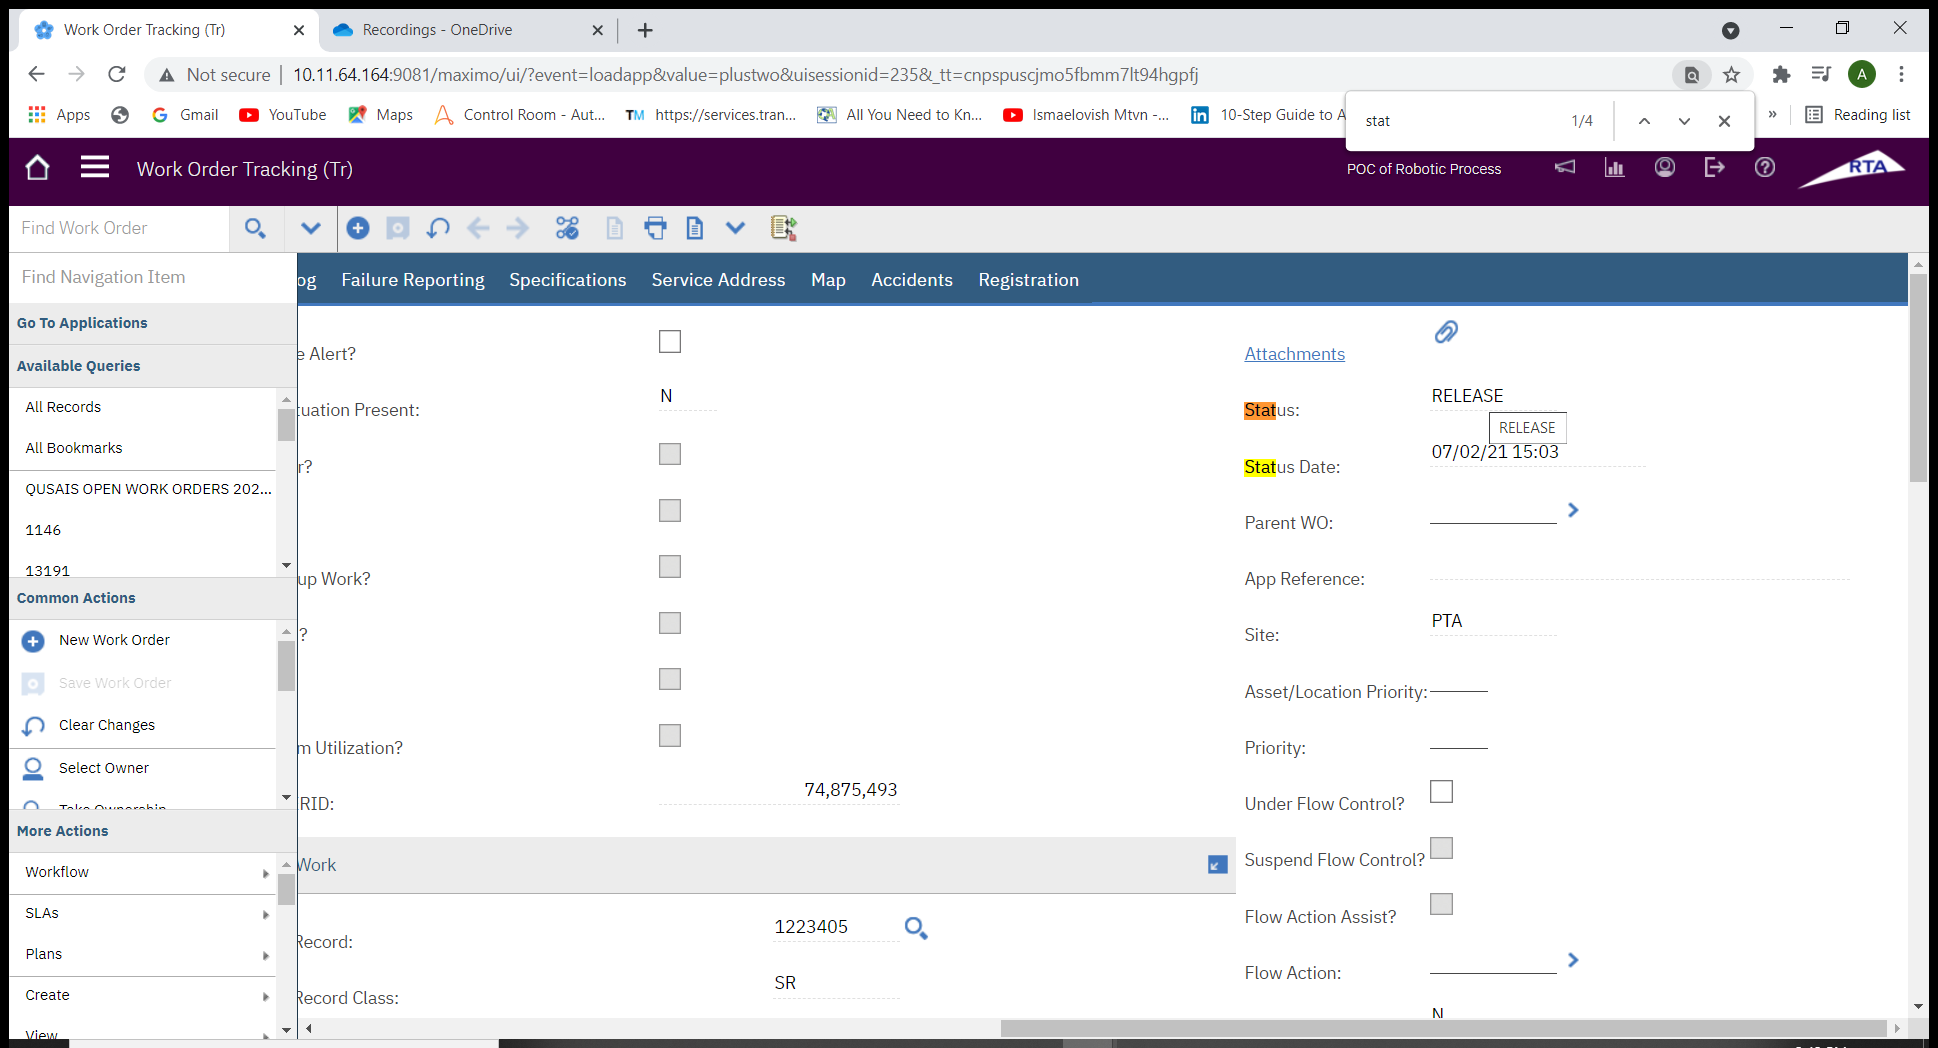 Work Order Tracking (Tr)
Recordings - OneDrive
Not secure
10.11.64.164:9081/maximo/ui/?event=loadapp&value=plustwo&uisessionid=235&_tt=cnpspuscjmo5fbmm7lt94hgpfj
A
Apps
Gmail
YouTube
Maps
Control Room - Aut...
TM https://services.tran...
All You Need to Kn...
Ismaelovish Mtvn -...
10-Step Guide to A
stat
1/4
»
Reading list
Work Order Tracking (Tr)
POC of Robotic Process
RTA
Find Work Order
Find Navigation Item
og
Failure Reporting
Specifications
Service Address
Map
Accidents
Registration
Go To Applications
Available Queries
All Records
All Bookmarks
QUSAIS OPEN WORK ORDERS 202...
1146
13191
Common Actions
New Work Order
Save Work Order
Clear Changes
Select Owner
Take Ownership
More Actions
Workflow
SLAs
Plans
Create
View
e Alert?
tuation Present:
N
r?
up Work?
?
m Utilization?
RID:
74,875,493
Work
Record:
1223405
Record Class:
SR
Attachments
Status:
RELEASE
RELEASE
Status Date:
07/02/21 15:03
Parent WO:
App Reference:
Site:
PTA
Asset/Location Priority:
Priority:
Under Flow Control?
Suspend Flow Control?
Flow Action Assist?
Flow Action:
N